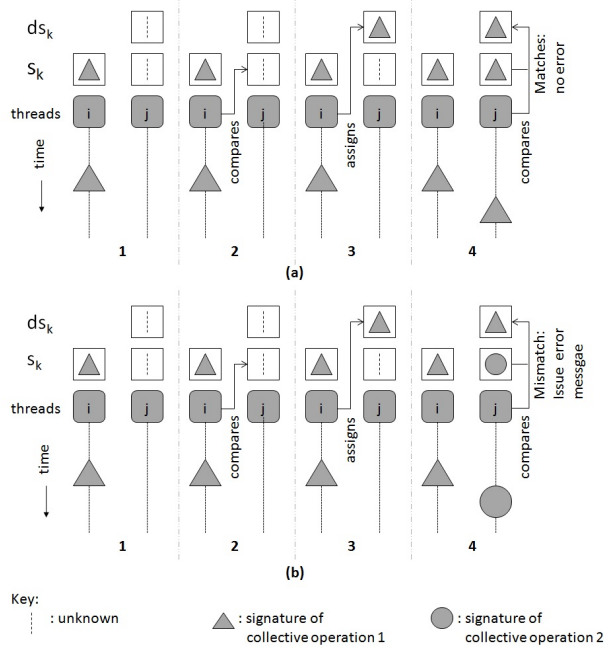 ds_k
s_k
threads i j i j i j i j
time
compares
assigns
compares
Matches:
no error
1 2 3 4
(a)
ds_k
s_k
threads i j i j i j i j
time
compares
assigns
compares
Mismatch:
Issue error
messgae
1 2 3 4
(b)
Key:
: unknown
: signature of
collective operation 1
: signature of
collective operation 2